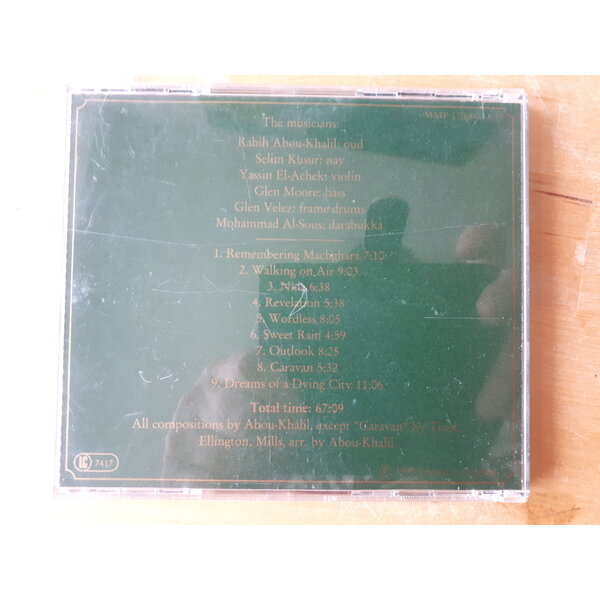 MMP
The musicians:
Rabih Abou-Khalil: oud
Selim Kusur: nay
Yassin El-Achek: violin
Glen Moore: bass
Glen Velez: frame drums
Mohammad Al-Sous: darabukka
1. Remembering Machghara 7:10
2. Walking on Air 9:03
3. 6:38
4. Revelation 5:38
5. Wordless 8:05
6. Sweet Rain 4:59
7. Outlook 8:25
8. Caravan 5:32
9. Dreams of a Dying City 11:06
Total time: 67:09
All compositions by Abou-Khalil, except "Caravan" by Tizol,
Ellington, Mills, arr. by Abou-Khalil
LC 7417
℗